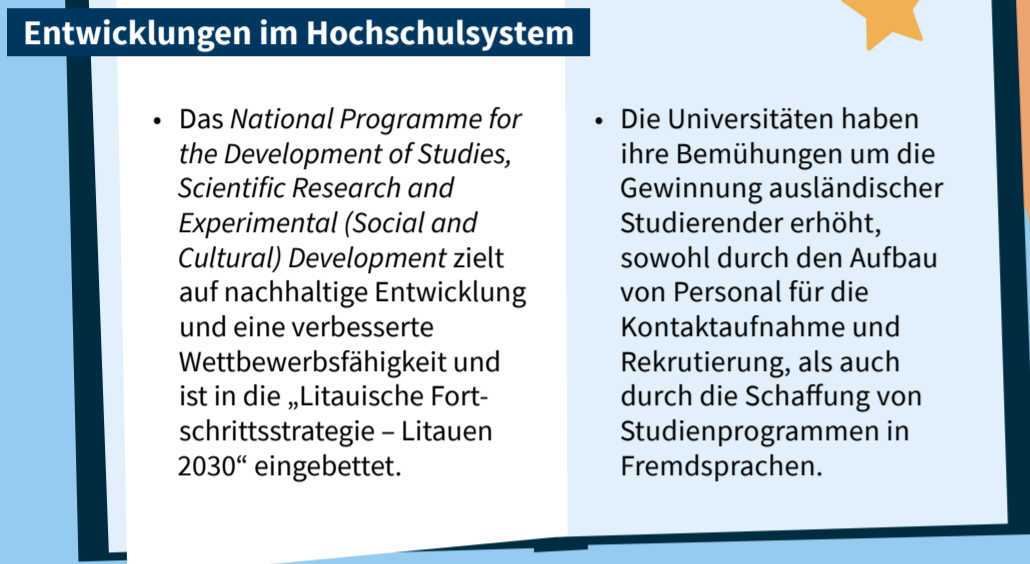 Entwicklungen im Hochschulsystem
• Das National Programme for
the Development of Studies,
Scientific Research and
Experimental (Social and
Cultural) Development zielt
auf nachhaltige Entwicklung
und eine verbesserte
Wettbewerbsfähigkeit und
ist in die „Litauische Fort-
schrittsstrategie – Litauen
2030“ eingebettet.
• Die Universitäten haben
ihre Bemühungen um die
Gewinnung ausländischer
Studierender erhöht,
sowohl durch den Aufbau
von Personal für die
Kontaktaufnahme und
Rekrutierung, als auch
durch die Schaffung von
Studienprogrammen in
Fremdsprachen.